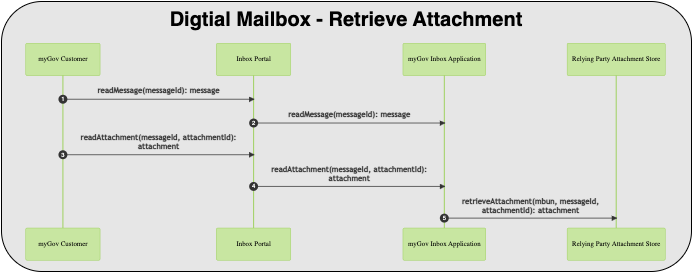 Digtial Mailbox - Retrieve Attachment
myGov Customer
Inbox Portal
myGov Inbox Application
Relying Party Attachment Store
1
readMessage(messageId): message
2
readMessage(messageId): message
3
readAttachment(messageId, attachmentId):
attachment
4
readAttachment(messageId, attachmentId):
attachment
5
retrieveAttachment(mbun, messageId,
attachmentId): attachment
myGov Customer
Inbox Portal
myGov Inbox Application
Relying Party Attachment Store